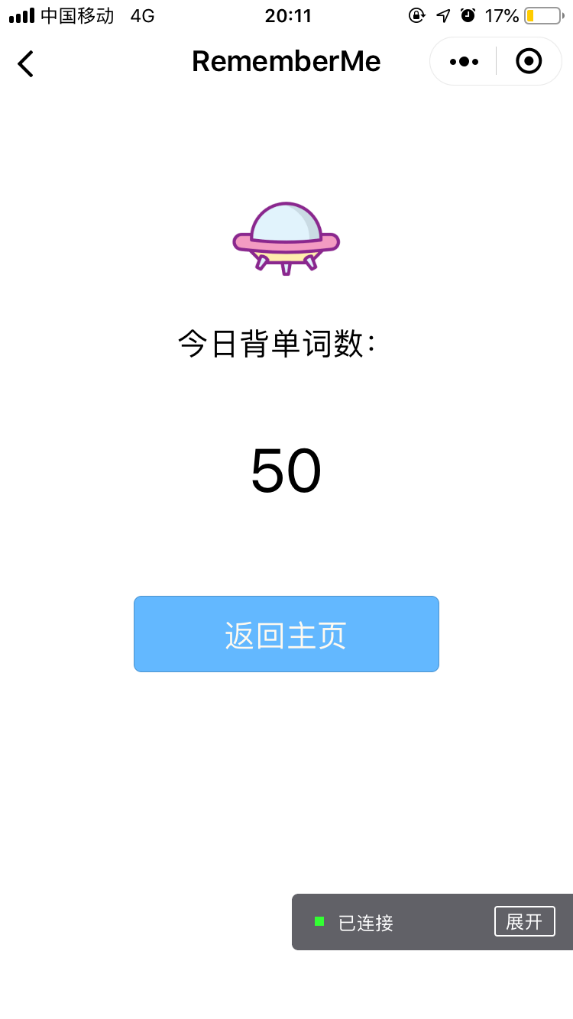 中国移动 4G 20:11 17%
RememberMe
今日背单词数：
50
返回主页
已连接 展开